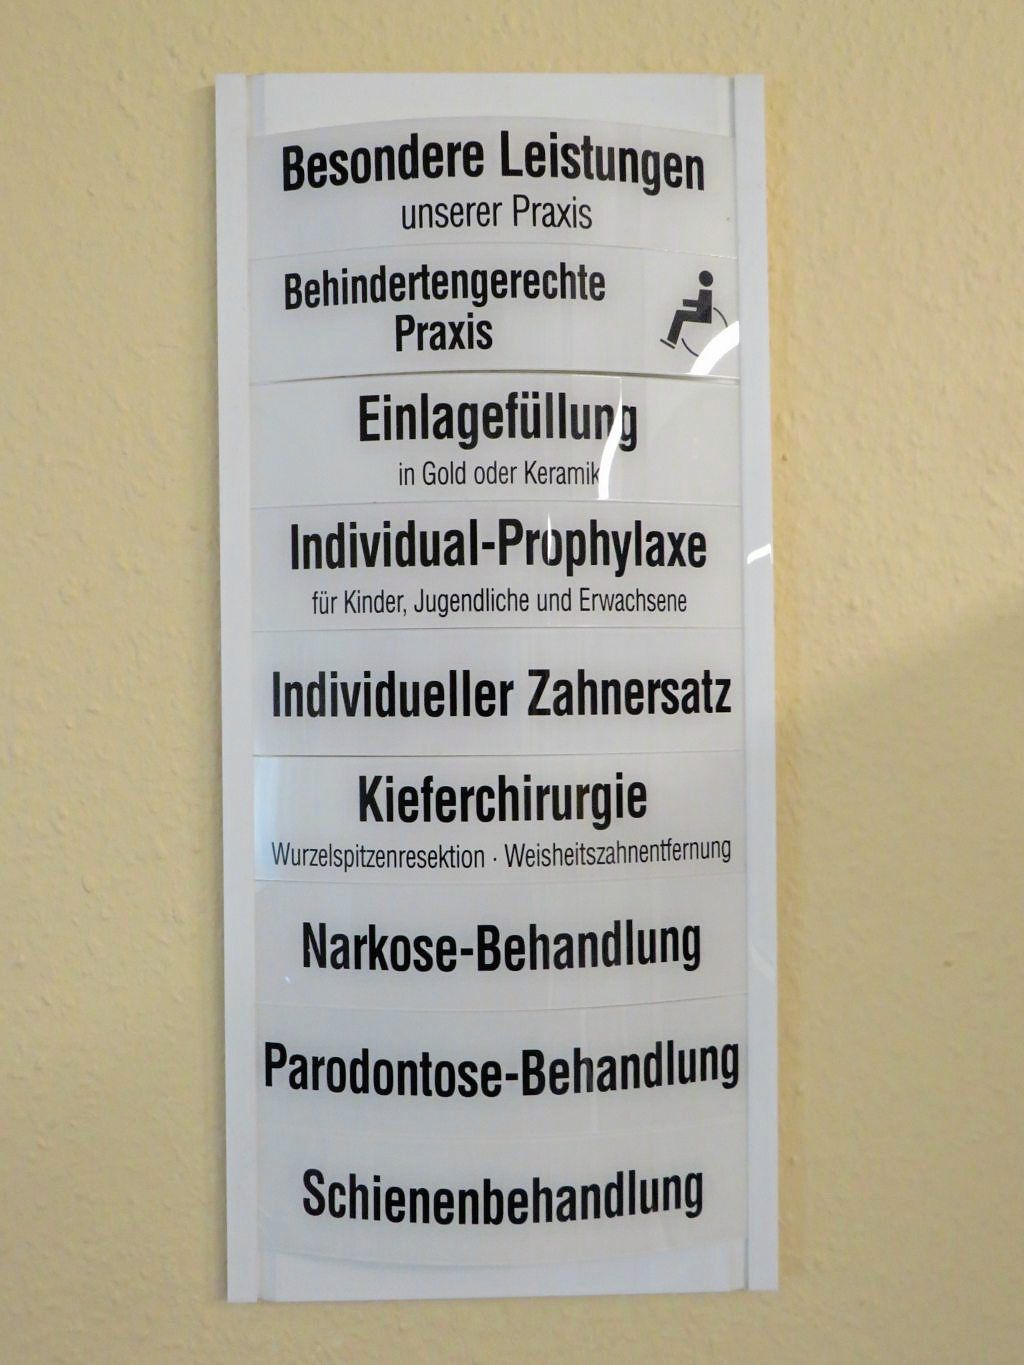 Besondere Leistungen
unserer Praxis
Behindertengerechte
Praxis
Einlagefüllung
in Gold oder Keramik
Individual-Prophylaxe
für Kinder, Jugendliche und Erwachsene
Individueller Zahnersatz
Kieferchirurgie
Wurzelspitzenresektion · Weisheitszahnentfernung
Narkose-Behandlung
Parodontose-Behandlung
Schienenbehandlung